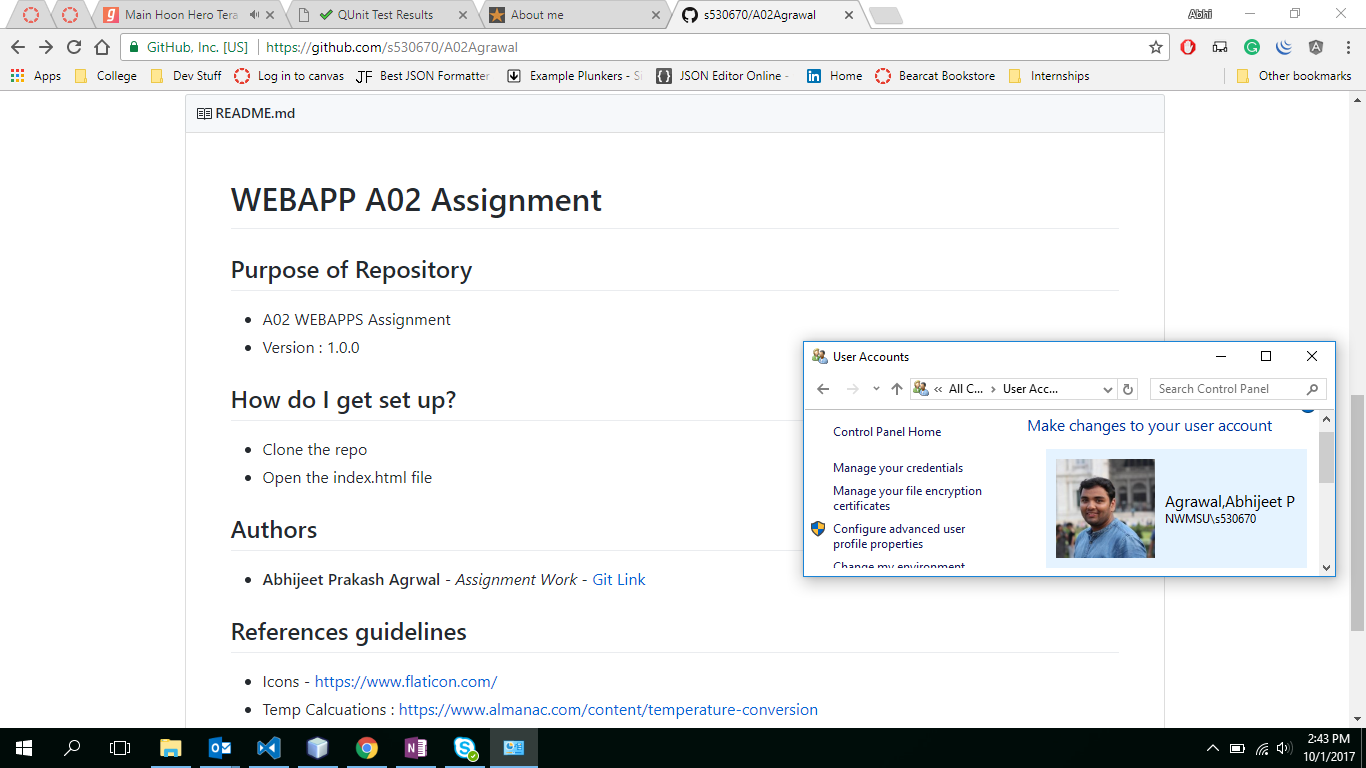 Main Hoon Hero Tera
QUnit Test Results
About me
s530670/A02Agrawal
Abhi
GitHub, Inc. [US]
https://github.com/s530670/A02Agrawal
Apps
College
Dev Stuff
Log in to canvas
Best JSON Formatter
Example Plunkers - Si
JSON Editor Online -
Home
Bearcat Bookstore
Internships
Other bookmarks
README.md
WEBAPP A02 Assignment
Purpose of Repository
A02 WEBAPPS Assignment
Version : 1.0.0
How do I get set up?
Clone the repo
Open the index.html file
Authors
Abhijeet Prakash Agrwal - Assignment Work - Git Link
References guidelines
Icons - https://www.flaticon.com/
Temp Calcuations : https://www.almanac.com/content/temperature-conversion
User Accounts
« All C... › User Acc...
Search Control Panel
Control Panel Home
Manage your credentials
Manage your file encryption
certificates
Configure advanced user
profile properties
Change my environment
Make changes to your user account
Agrawal,Abhijeet P
NWMSU\s530670
2:43 PM
10/1/2017